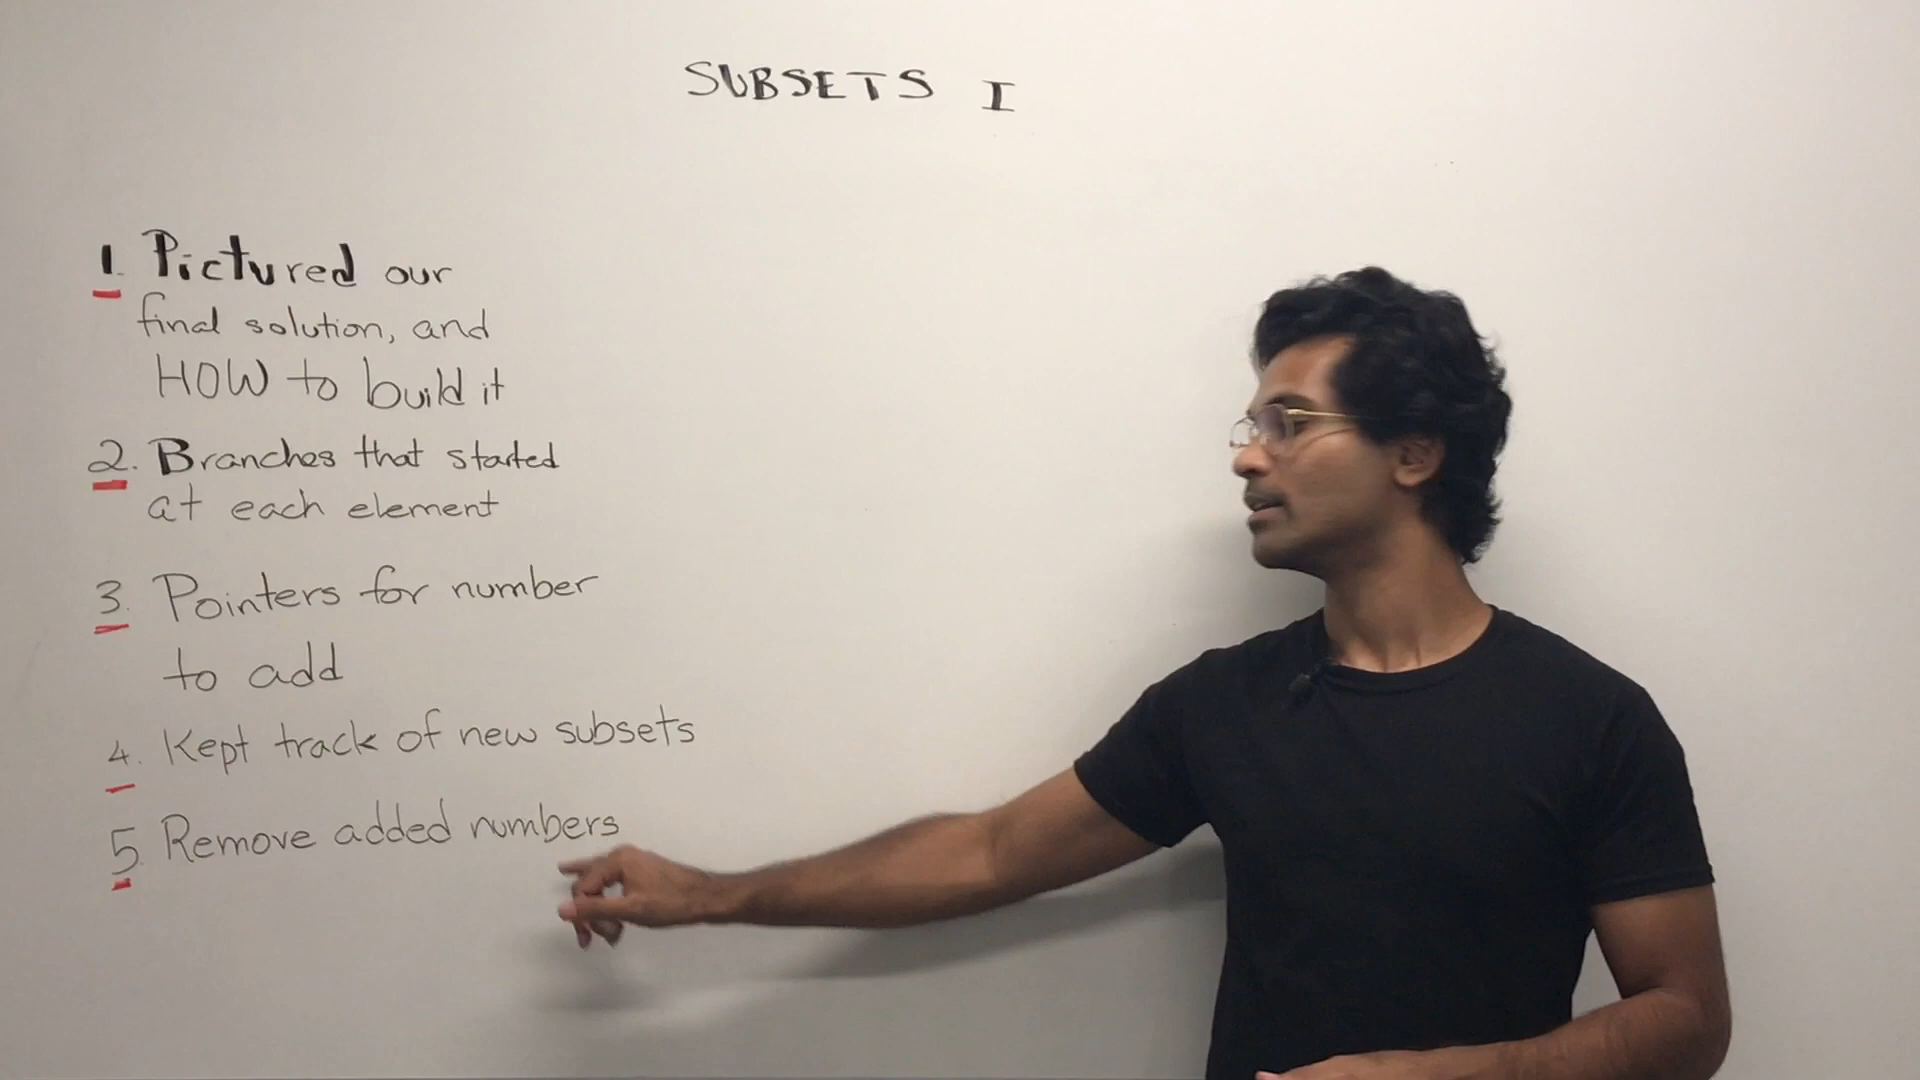 SUBSETS I
1. Pictured our
final solution, and
HOW to build it
2. Branches that started
at each element
3. Pointers for number
to add
4. Kept track of new subsets
5. Remove added numbers